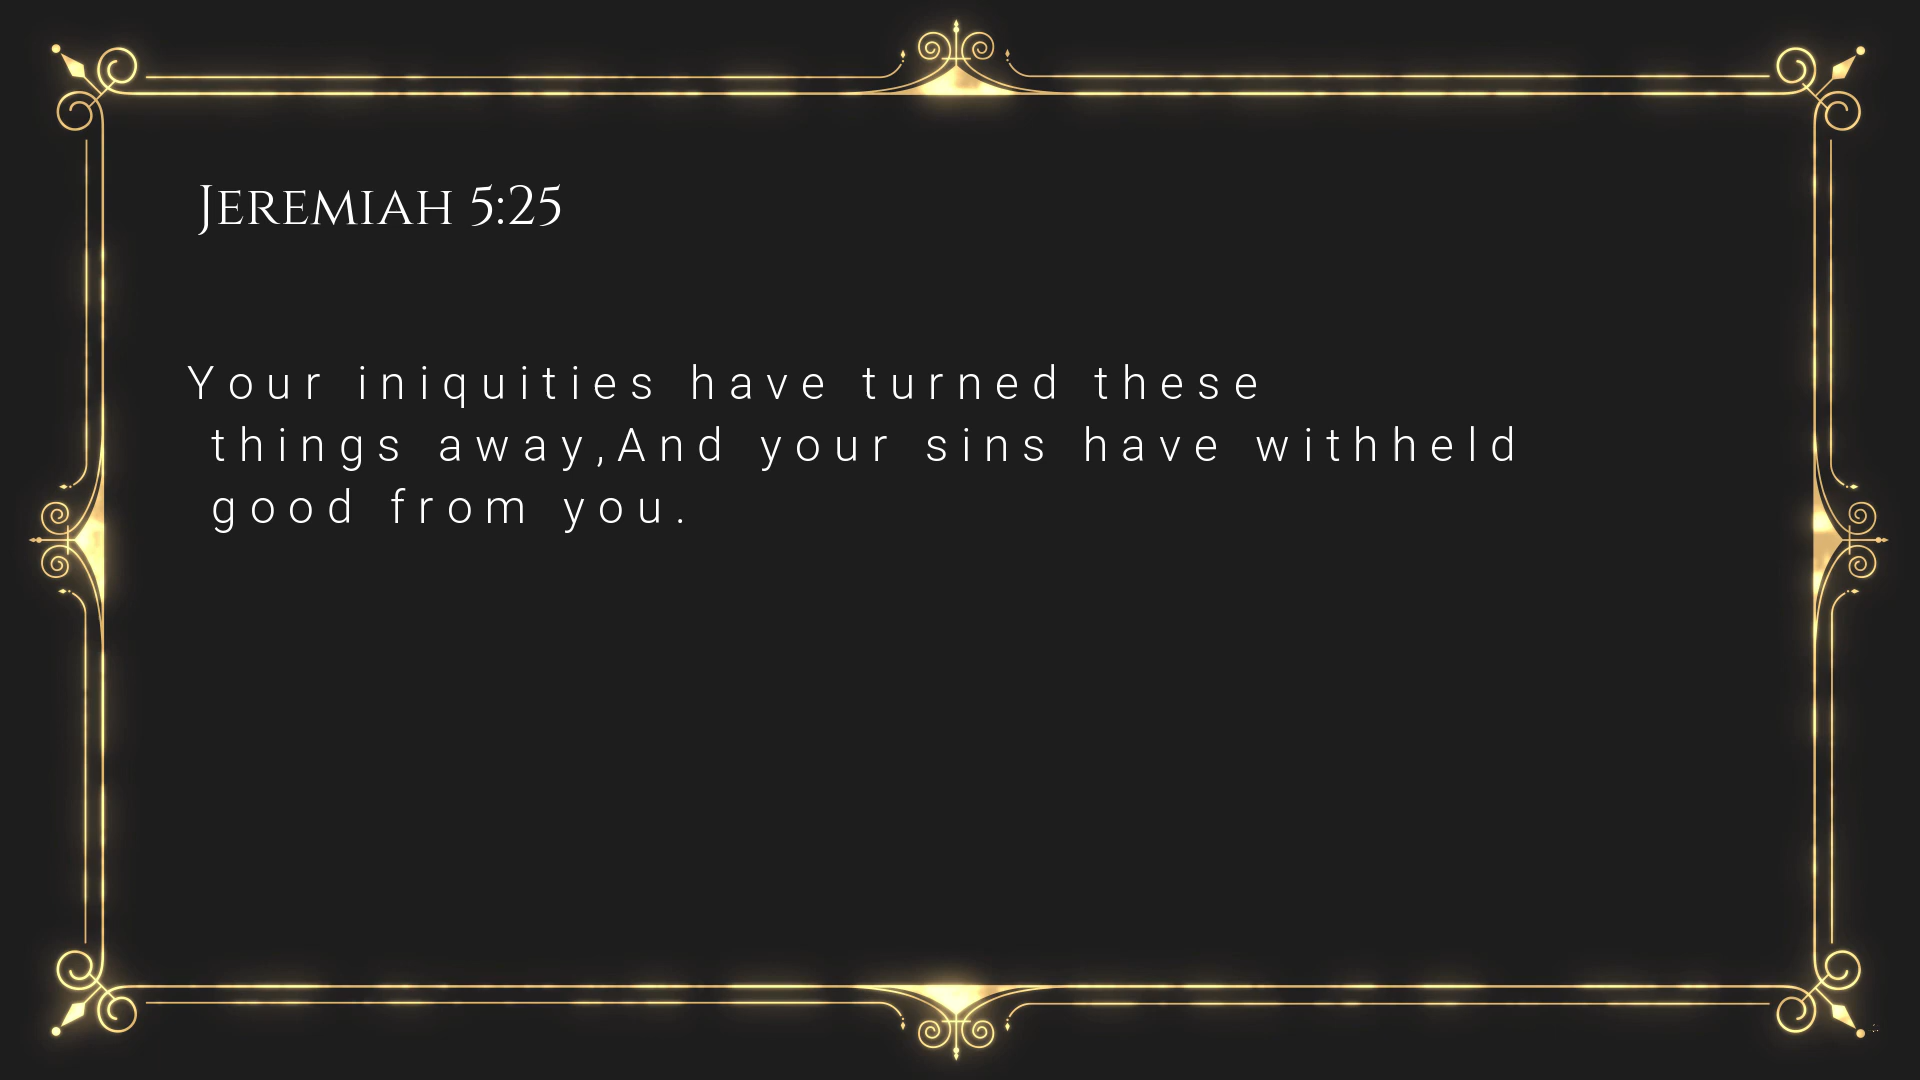 Jeremiah 5:25
Your iniquities have turned these
things away,And your sins have withheld
good from you.